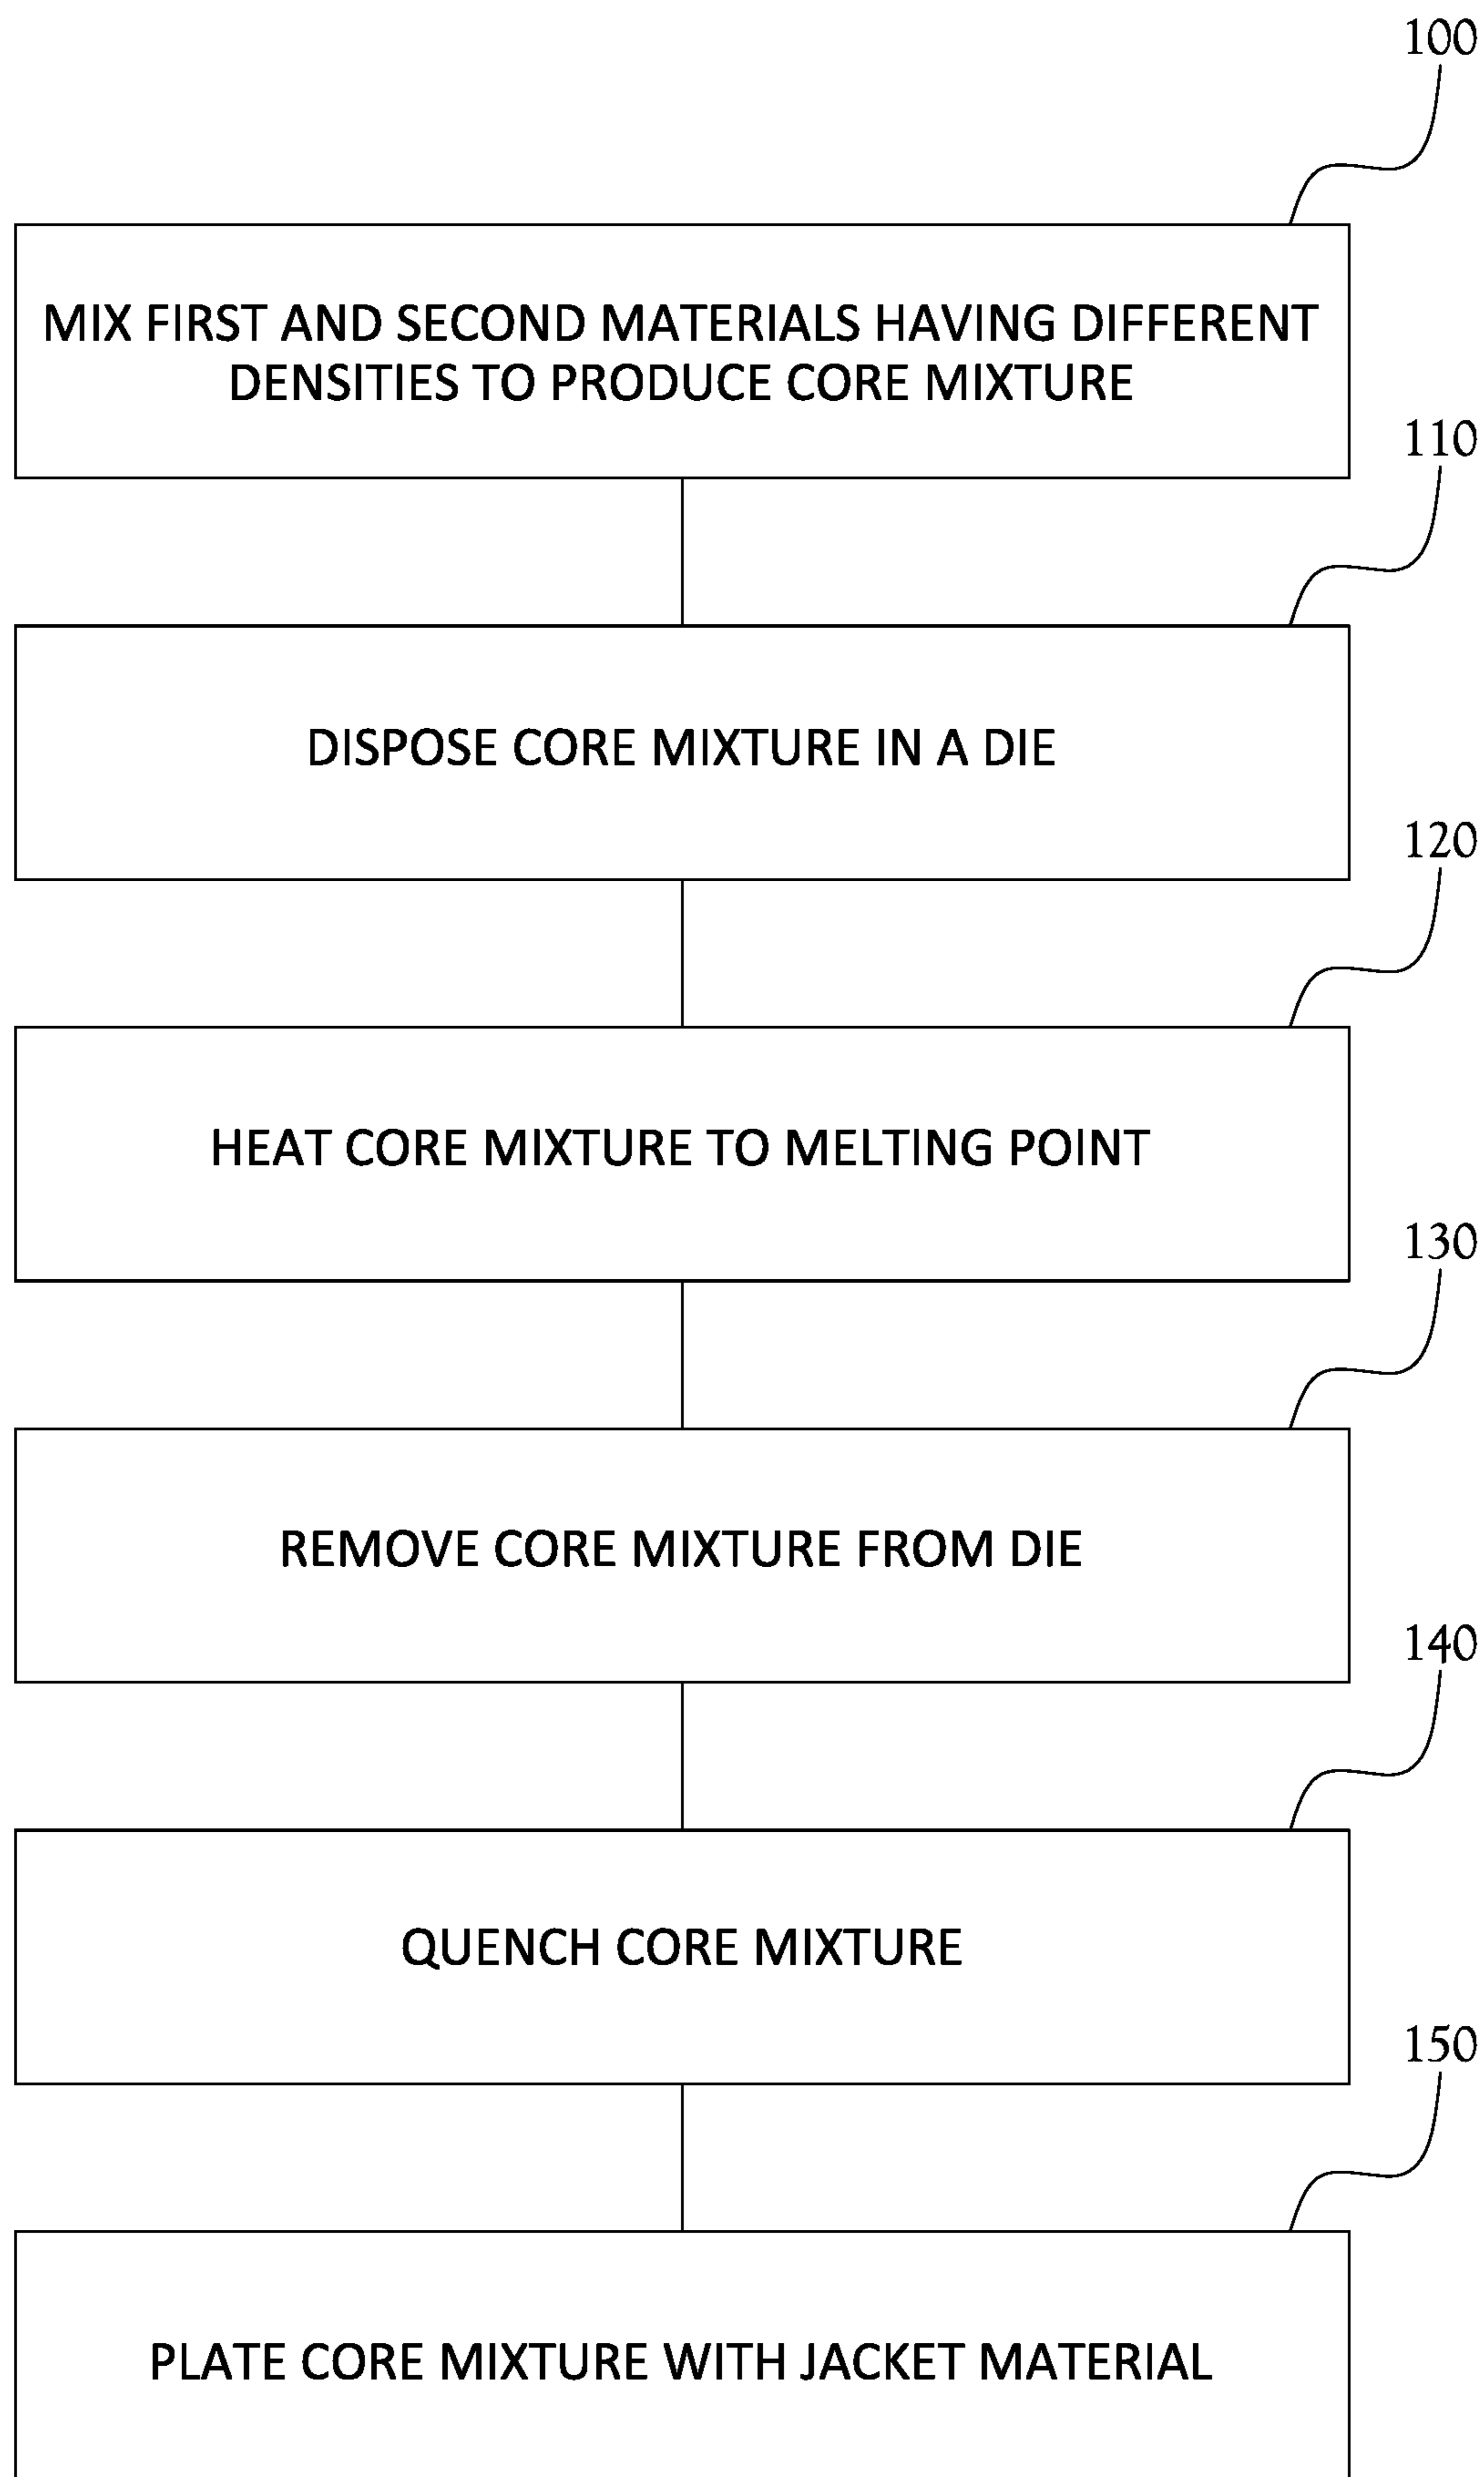 100
MIX FIRST AND SECOND MATERIALS HAVING DIFFERENT
DENSITIES TO PRODUCE CORE MIXTURE
110
DISPOSE CORE MIXTURE IN A DIE
120
HEAT CORE MIXTURE TO MELTING POINT
130
REMOVE CORE MIXTURE FROM DIE
140
QUENCH CORE MIXTURE
150
PLATE CORE MIXTURE WITH JACKET MATERIAL